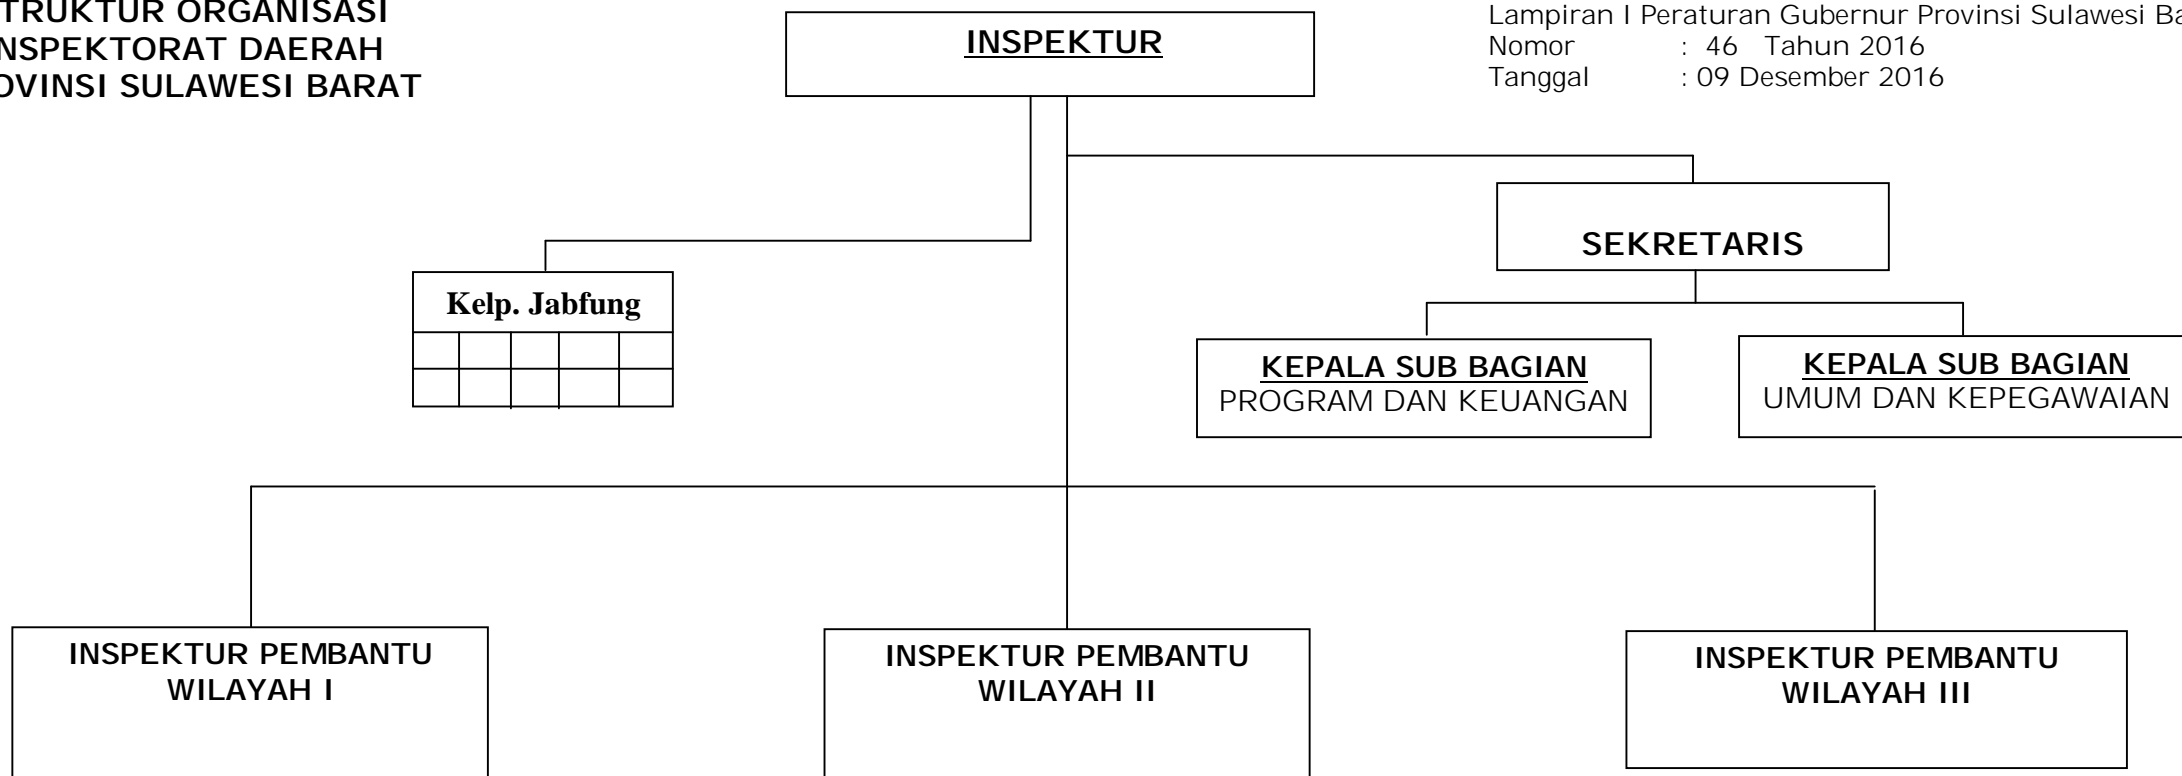 TRUKTUR ORGANISASI
NSPEKTORAT DAERAH
OVINSI SULAWESI BARAT
INSPEKTUR
Lampiran I Peraturan Gubernur Provinsi Sulawesi Ba
Nomor : 46 Tahun 2016
Tanggal : 09 Desember 2016
SEKRETARIS
Kelp. Jabfung
KEPALA SUB BAGIAN
PROGRAM DAN KEUANGAN
KEPALA SUB BAGIAN
UMUM DAN KEPEGAWAIAN
INSPEKTUR PEMBANTU
WILAYAH I
INSPEKTUR PEMBANTU
WILAYAH II
INSPEKTUR PEMBANTU
WILAYAH III